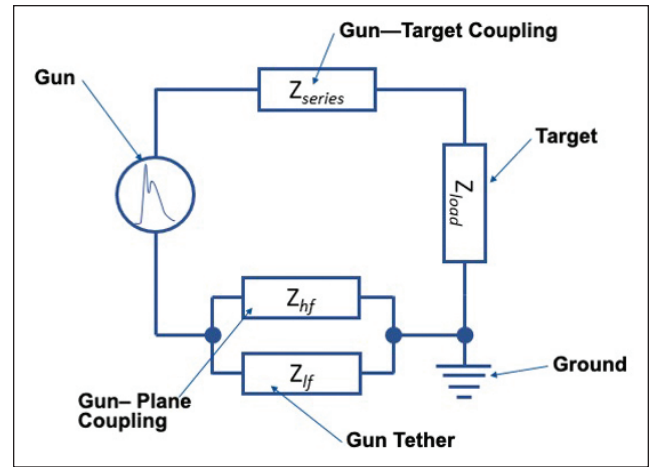 Gun—Target Coupling
Gun
Zseries
Target
Zload
Zhf
Ground
Zlf
Gun– Plane
Coupling
Gun Tether